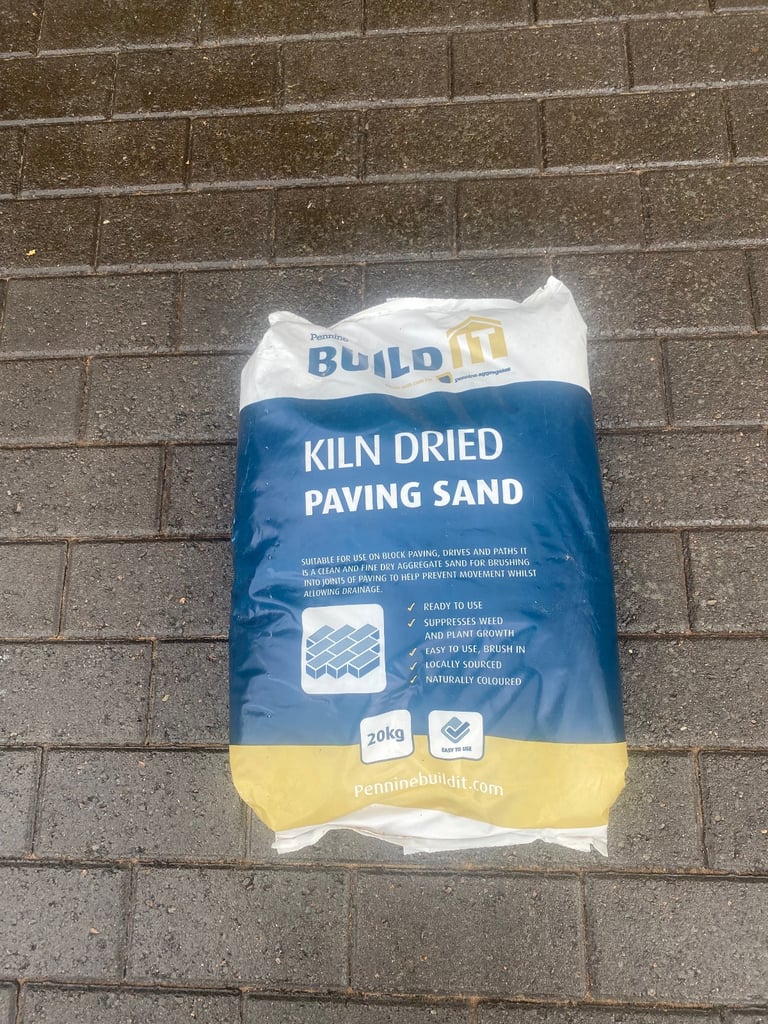 Pennine
BUILD IT
pennine aggregates
KILN DRIED
PAVING SAND
SUITABLE FOR USE ON BLOCK PAVING, DRIVES AND PATHS IT
IS A CLEAN AND FINE DRY AGGREGATE SAND FOR BRUSHING
INTO JOINTS OF PAVING TO HELP PREVENT MOVEMENT WHILST
ALLOWING DRAINAGE.
READY TO USE
SUPPRESSES WEED
AND PLANT GROWTH
EASY TO USE, BRUSH IN
LOCALLY SOURCED
NATURALLY COLOURED
20kg
EASY TO USE
Penninebuildit.com